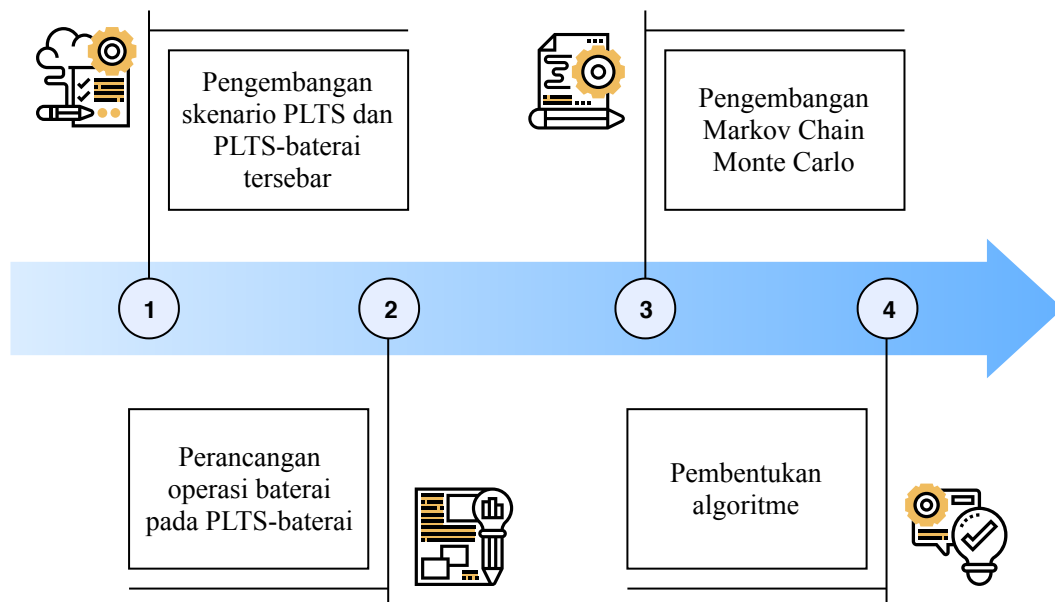 Pengembangan
skenario PLTS dan
PLTS-baterai
tersebar
Pengembangan
Markov Chain
Monte Carlo
1
2
3
4
Perancangan
operasi baterai
pada PLTS-baterai
Pembentukan
algoritme